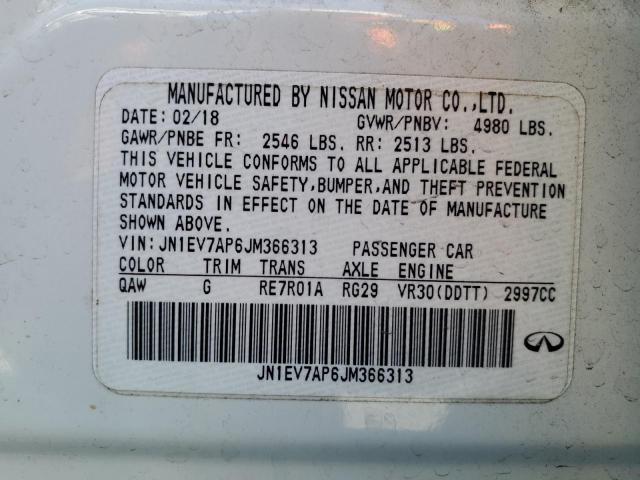 MANUFACTURED BY NISSAN MOTOR CO.,LTD.
DATE: 02/18 GVWR/PNBV: 4980 LBS.
GAWR/PNBE FR: 2546 LBS. RR: 2513 LBS.
THIS VEHICLE CONFORMS TO ALL APPLICABLE FEDERAL
MOTOR VEHICLE SAFETY,BUMPER,AND THEFT PREVENTION
STANDARDS IN EFFECT ON THE DATE OF MANUFACTURE
SHOWN ABOVE.
VIN:JN1EV7AP6JM366313 PASSENGER CAR
COLOR TRIM TRANS AXLE ENGINE
QAW G RE7R01A RG29 VR30(DDTT) 2997CC
JN1EV7AP6JM366313